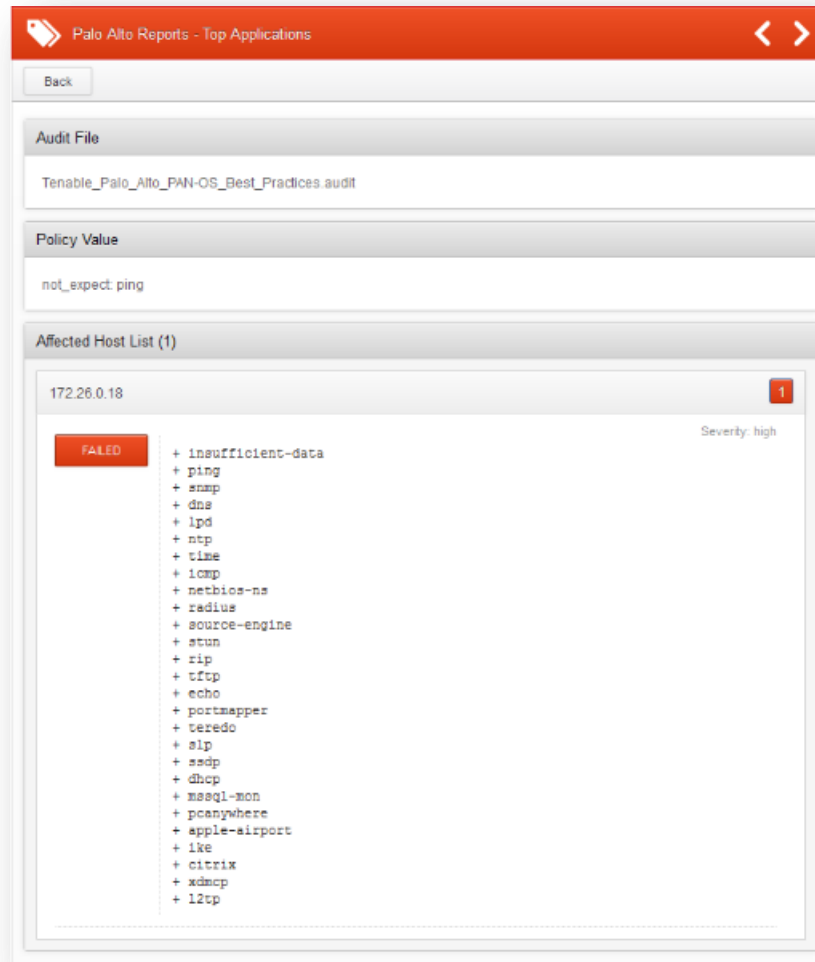 Palo Alto Reports - Top Applications
Back
Audit File
Tenable_Palo_Alto_PAN-OS_Best_Practices.audit
Policy Value
not_expect: ping
Affected Host List (1)
172.26.0.18
1
Severity: high
FAILED
+ insufficient-data
+ ping
+ snmp
+ dns
+ lpd
+ ntp
+ time
+ icmp
+ netbios-ns
+ radius
+ source-engine
+ stun
+ rip
+ tftp
+ echo
+ portmapper
+ teredo
+ slp
+ ssdp
+ dhcp
+ mssql-mon
+ pcanywhere
+ apple-airport
+ ike
+ citrix
+ xdmcp
+ l2tp